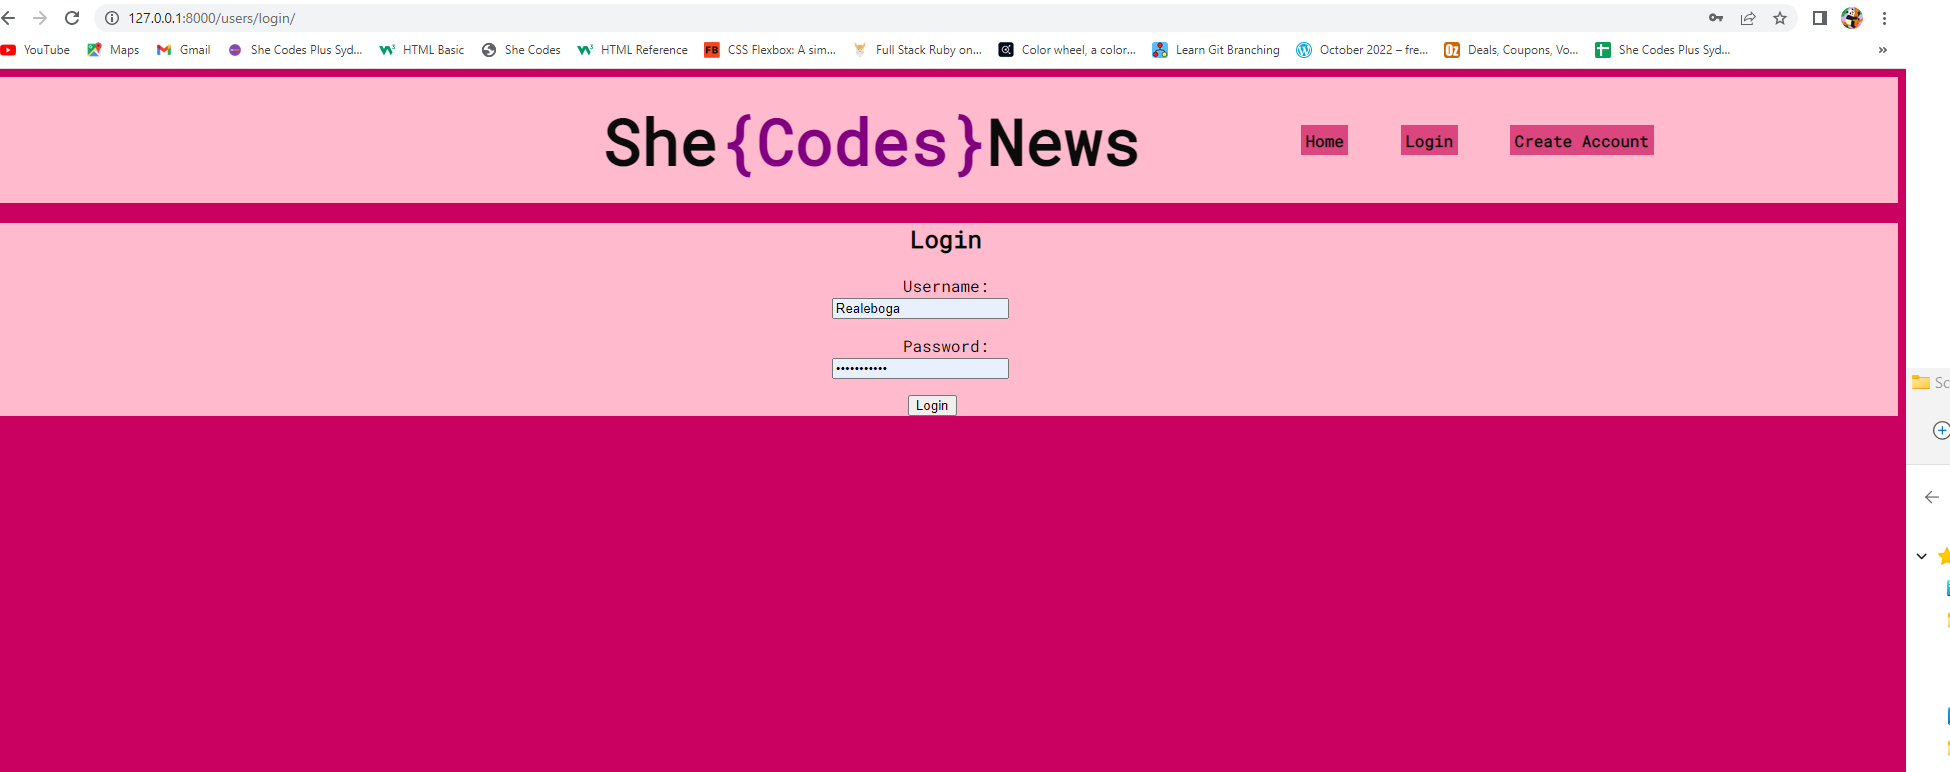 127.0.0.1:8000/users/login/
YouTube Maps Gmail She Codes Plus Syd... HTML Basic She Codes HTML Reference FB CSS Flexbox: A sim... Full Stack Ruby on... Color wheel, a color... Learn Git Branching October 2022 – fre... Oz Deals, Coupons, Vo... She Codes Plus Syd... »
She{Codes}News
Home Login Create Account
Login
Username:
Realeboga
Password:
•••••••••••
Login
Sc